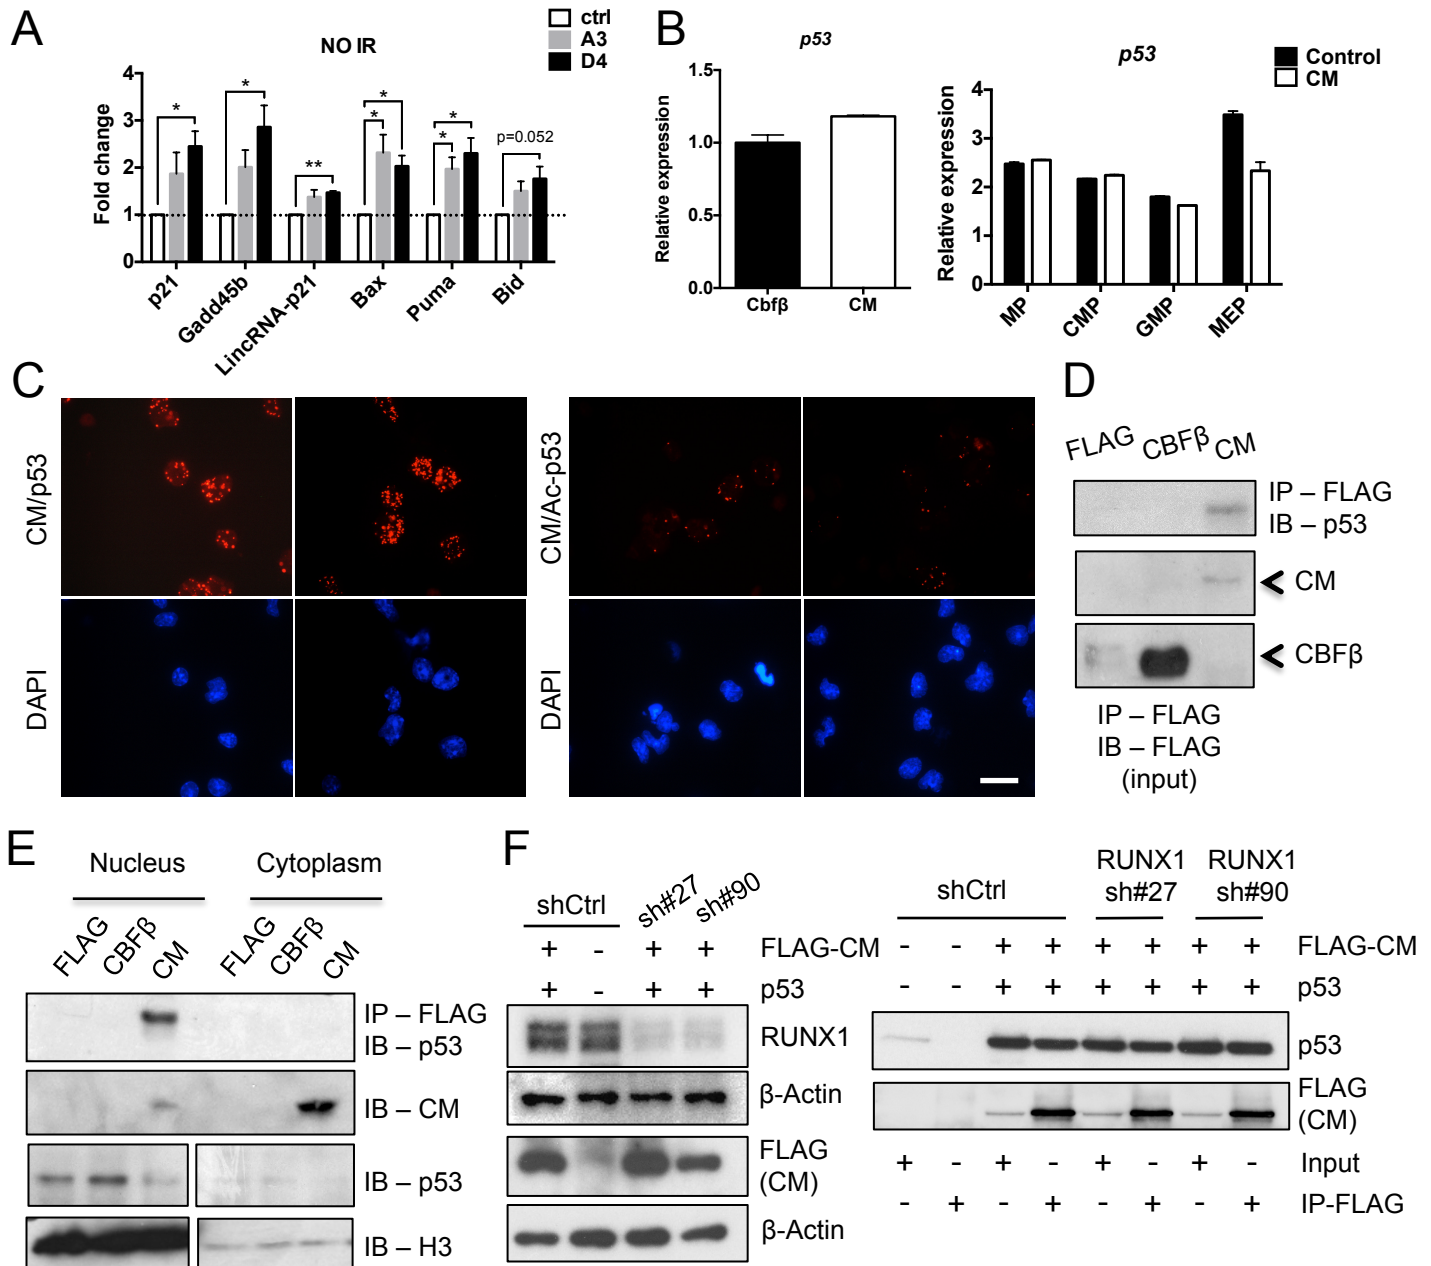 A
NO IR
ctrl
A3
D4
Fold change
4
3
2
1
0
*
*
**
*
*
*
*
p=0.052
p21
Gadd45b
LincRNA-p21
Bax
Puma
Bid
B
p53
Relative expression
1.5
1.0
0.5
0.0
Cbfβ
CM
p53
Control
CM
Relative expression
4
3
2
1
0
MP
CMP
GMP
MEP
C
CM/p53
DAPI
CM/Ac-p53
DAPI
D
FLAG CBFβ CM
IP – FLAG
IB – p53
CM
CBFβ
IP – FLAG
IB – FLAG
(input)
E
Nucleus Cytoplasm
FLAG CBFβ CM FLAG CBFβ CM
IP – FLAG
IB – p53
IB – CM
IB – p53
IB – H3
F
shCtrl sh#27 sh#90
+ - + + FLAG-CM
+ - + + p53
RUNX1
β-Actin
FLAG
(CM)
β-Actin
shCtrl RUNX1 sh#27 RUNX1 sh#90
- - + + + + + + FLAG-CM
- - + + + + + + p53
p53
FLAG
(CM)
+ - + - + - + - Input
- + - + - + - + IP-FLAG